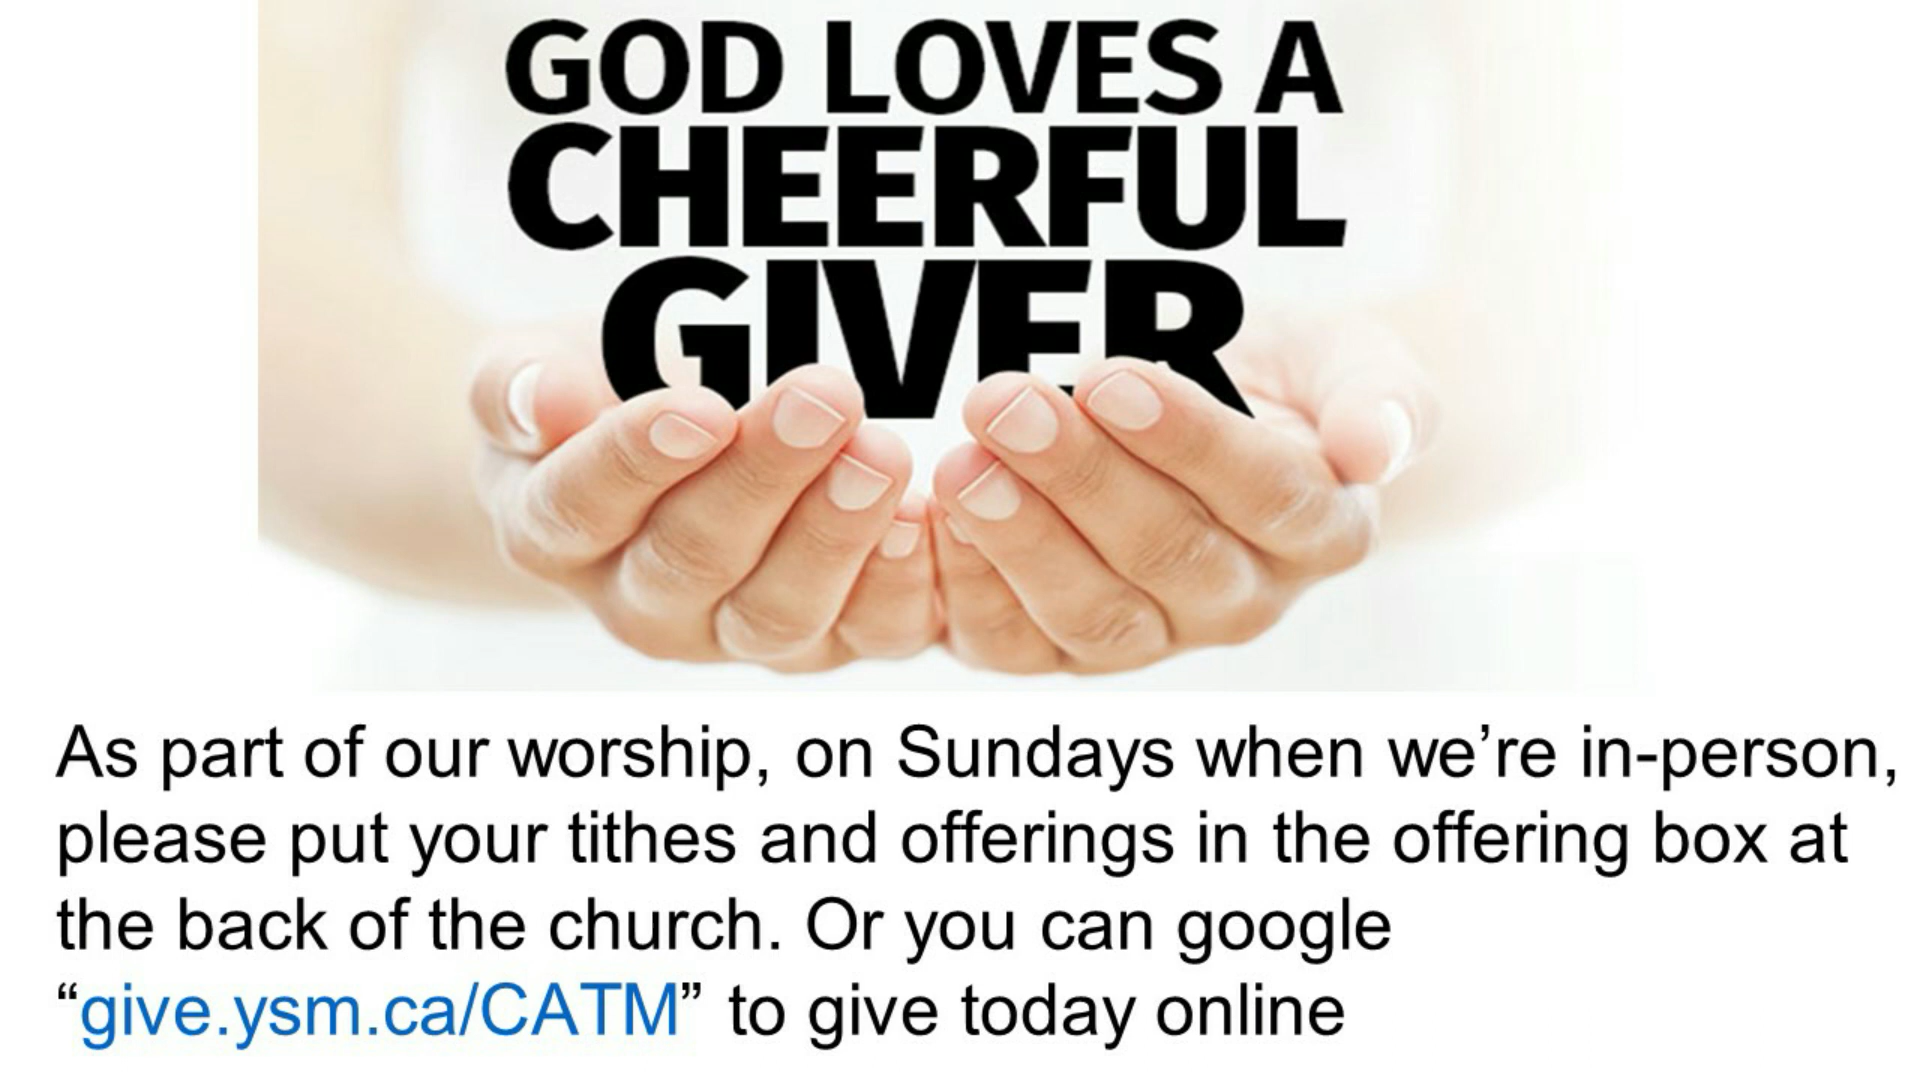 GOD LOVES A
CHEERFUL
GIVER
As part of our worship, on Sundays when we’re in-person,
please put your tithes and offerings in the offering box at
the back of the church. Or you can google
“give.ysm.ca/CATM” to give today online